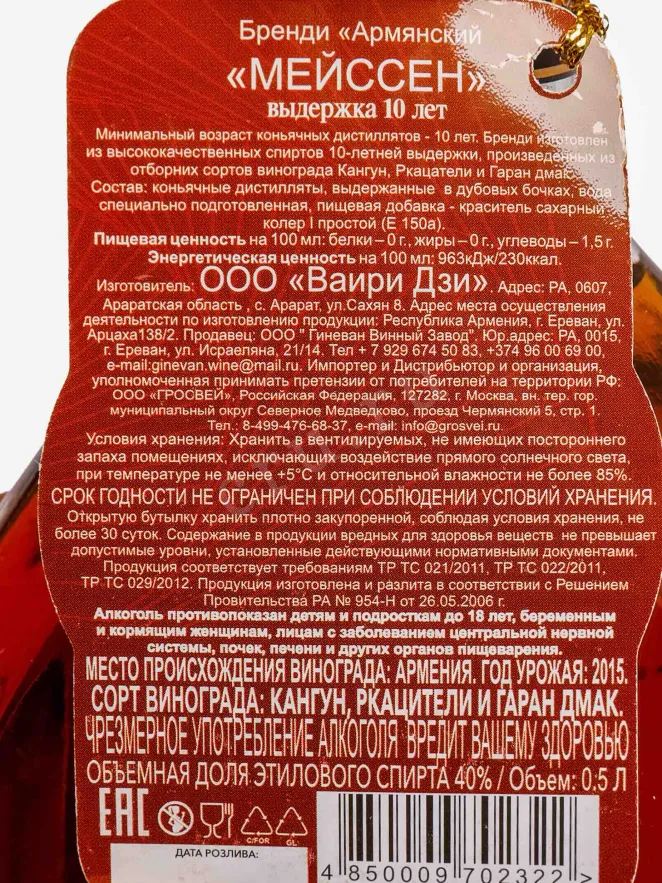 Бренди «Армянский
«МЕЙССЕН»
выдержка 10 лет
Минимальный возраст коньячных дистиллятов - 10 лет. Бренди изготовлен
из высококачественных спиртов 10-летней выдержки, произведенных из
отборних сортов винограда Кангун, Ркацители и Гаран дмак.
Состав: коньячные дистилляты, выдержанные в дубовых бочках, вода
специально подготовленная, пищевая добавка - краситель сахарный
колер I простой (Е 150а).
Пищевая ценность на 100 мл: белки – 0 г., жиры – 0 г., углеводы – 1,5 г.
Энергетическая ценность на 100 мл: 963кДж/230ккал.
Изготовитель: ООО «Ваири Дзи». Адрес: РА, 0607,
Араратская область , с. Арарат, ул.Сахян 8. Адрес места осуществления
деятельности по изготовлению продукции: Республика Армения, г. Ереван, ул.
Арцаха138/2. Продавец: ООО " Гиневан Винный Завод". Юр.адрес: РА, 0015,
г. Ереван, ул. Исраеляна, 21/14. Тел + 7 929 674 50 83, +374 96 00 69 00,
e-mail:ginevan.wine@mail.ru. Импортер и Дистрибьютор и организация,
уполномоченная принимать претензии от потребителей на территории РФ:
ООО «ГРОСВЕЙ», Российская Федерация, 127282, г. Москва, вн. тер. гор.
муниципальный округ Северное Медведково, проезд Чермянский 5, стр. 1.
Тел.: 8-499-476-68-37, e-mail: info@grosvei.ru.
Условия хранения: Хранить в вентилируемых, не имеющих постороннего
запаха помещениях, исключающих воздействие прямого солнечного света,
при температуре не менее +5°С и относительной влажности не более 85%.
СРОК ГОДНОСТИ НЕ ОГРАНИЧЕН ПРИ СОБЛЮДЕНИИ УСЛОВИЙ ХРАНЕНИЯ.
Открытую бутылку хранить плотно закупоренной, соблюдая условия хранения, не
более 30 суток. Содержание в продукции вредных для здоровья веществ не превышает
допустимые уровни, установленные действующими нормативными документами.
Продукция соответствует требованиям ТР ТС 021/2011, ТР ТС 022/2011,
ТР ТС 029/2012. Продукция изготовлена и разлита в соответствии с Решением
Провительства РА № 954-Н от 26.05.2006 г.
Алкоголь противопоказан детям и подросткам до 18 лет, беременным
и кормящим женщинам, лицам с заболеванием центральной нервной
системы, почек, печени и других органов пищеварения.
МЕСТО ПРОИСХОЖДЕНИЯ ВИНОГРАДА: АРМЕНИЯ. ГОД УРОЖАЯ: 2015.
СОРТ ВИНОГРАДА: КАНГУН, РКАЦИТЕЛИ И ГАРАН ДМАК.
ЧРЕЗМЕРНОЕ УПОТРЕБЛЕНИЕ АЛКОГОЛЯ ВРЕДИТ ВАШЕМУ ЗДОРОВЬЮ
ОБЪЕМНАЯ ДОЛЯ ЭТИЛОВОГО СПИРТА 40% / Объем: 0.5 Л
EAC C/FOR GL
ДАТА РОЗЛИВА:
4 850009 702322 >